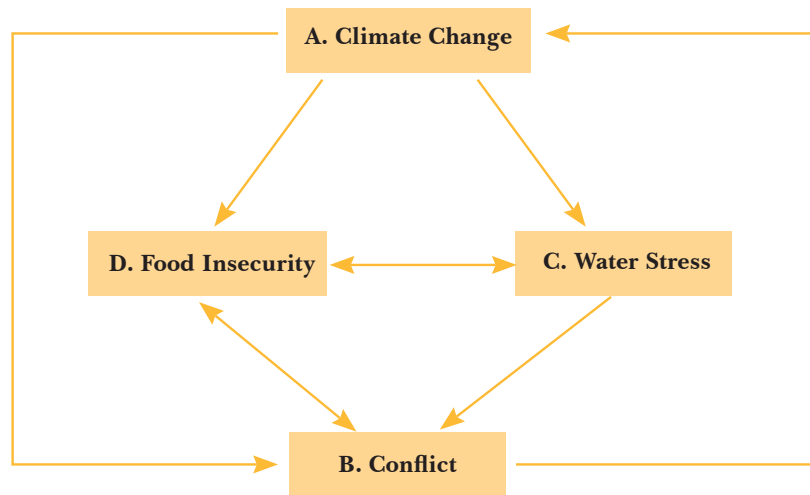 A. Climate Change
D. Food Insecurity
C. Water Stress
B. Conflict